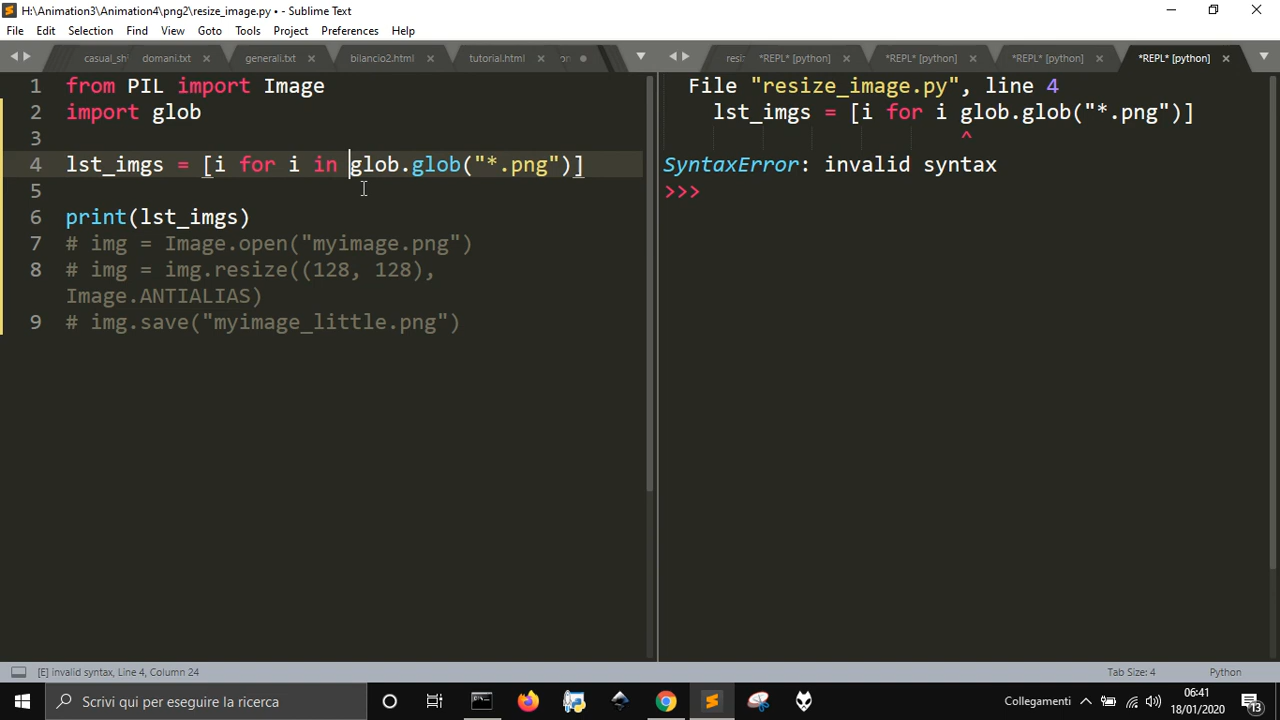 H:\Animation3\Animation4\png2\resize_image.py • - Sublime Text
File Edit Selection Find View Goto Tools Project Preferences Help
casual_sh domani.txt generali.txt bilancio2.html tutorial.html
resi *REPL* [python] *REPL* [python] *REPL* [python] *REPL* [python]
1 from PIL import Image
2 import glob
3
4 lst_imgs = [i for i in glob.glob("*.png")]
5
6 print(lst_imgs)
7 # img = Image.open("myimage.png")
8 # img = img.resize((128, 128),
Image.ANTIALIAS)
9 # img.save("myimage_little.png")
File "resize_image.py", line 4
lst_imgs = [i for i glob.glob("*.png")]
^
SyntaxError: invalid syntax
>>>
[E] invalid syntax, Line 4, Column 24
Tab Size: 4 Python
Scrivi qui per eseguire la ricerca
Collegamenti
06:41
18/01/2020
13